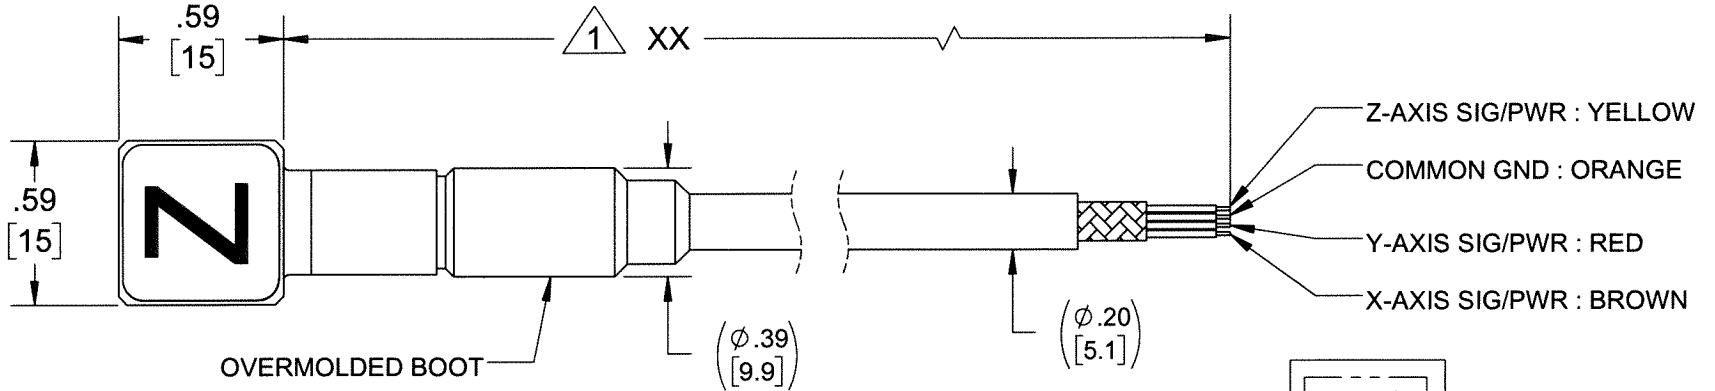 .59
[15]
1 XX
Z-AXIS SIG/PWR : YELLOW
COMMON GND : ORANGE
Y-AXIS SIG/PWR : RED
X-AXIS SIG/PWR : BROWN
.59
[15]
Z
OVERMOLDED BOOT
(⌀.39
[9.9])
(⌀.20
[5.1])